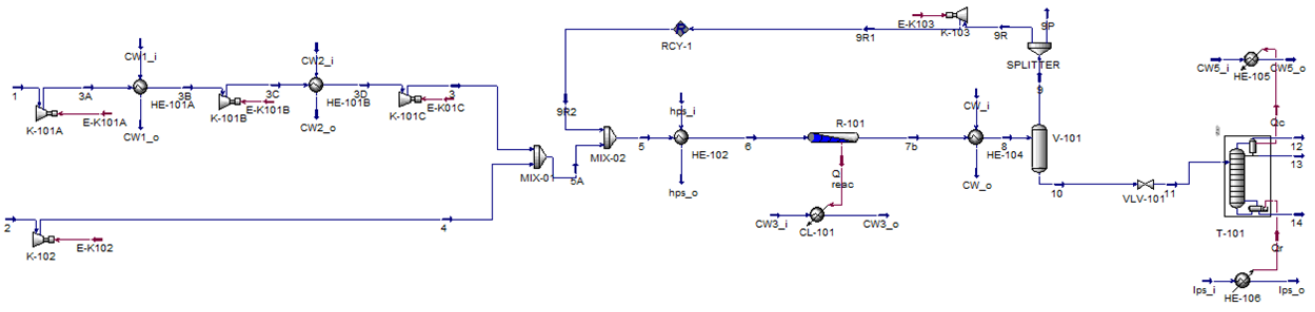 9P
E-K103
K-103
9R
9R1
RCY-1
SPLITTER
9
CW1_i
CW2_i
1
3A
3B
3C
3D
3
HE-101A
HE-101B
K-101A
E-K101A
K-101B
E-K101B
K-101C
E-K01C
CW1_o
CW2_o
9R2
hps_i
CW_i
CW5_i
CW5_o
HE-105
Qc
MIX-01
5A
MIX-02
5
HE-102
6
R-101
7b
HE-104
8
V-101
hps_o
Q
reac
CW_o
10
VLV-101
11
12
13
14
T-101
CW3_i
CW3_o
CL-101
2
4
K-102
E-K102
Qr
lps_i
lps_o
HE-106